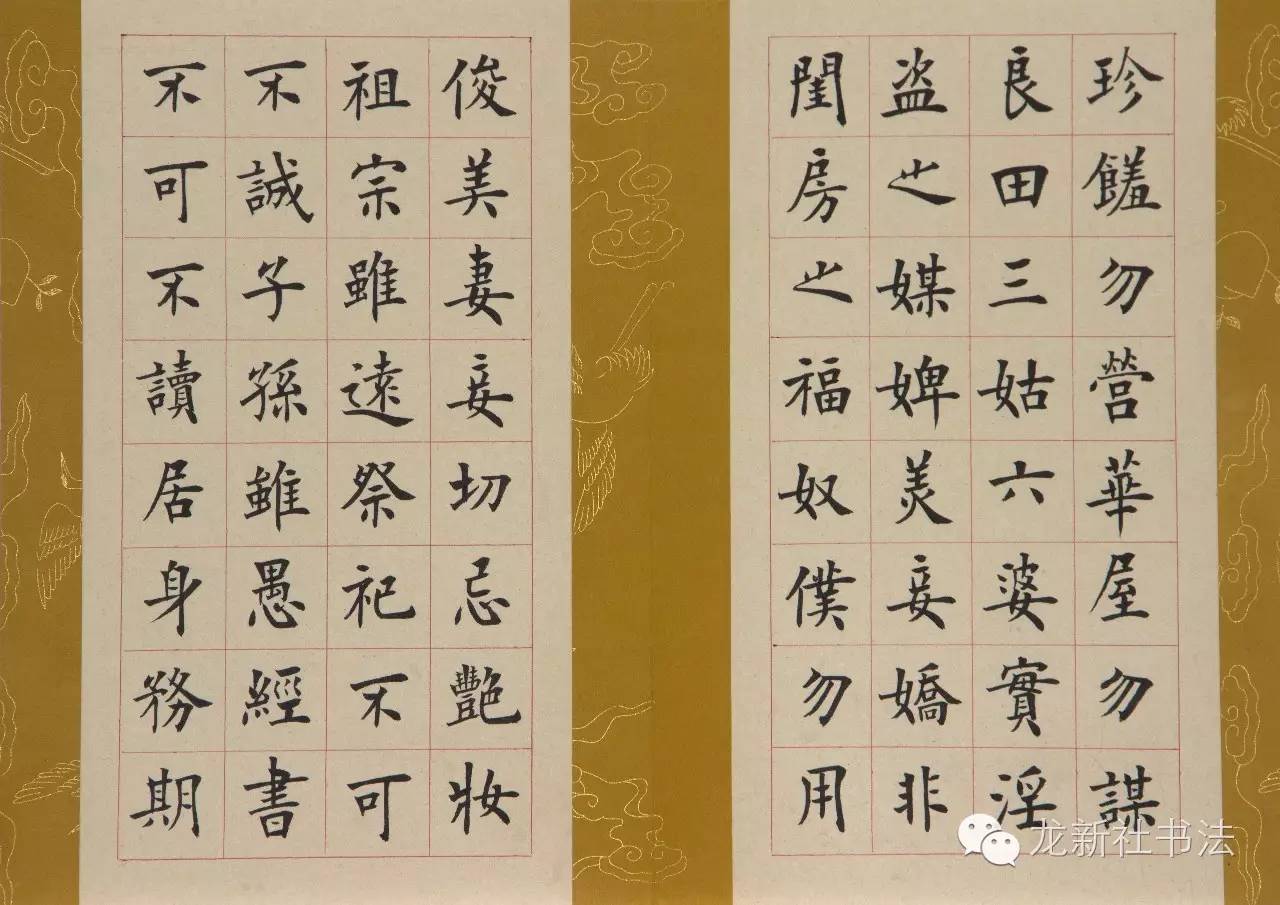 珍饈勿營華屋勿謀
良田三姑六婆實淫
盗之媒婢美妾嬌非
閨房之福奴僕勿用
俊美妻妾切忌艷妝
祖宗雖遠祭祀不可
不誠子孫雖愚經書
不可不讀居身務期
龙新社书法